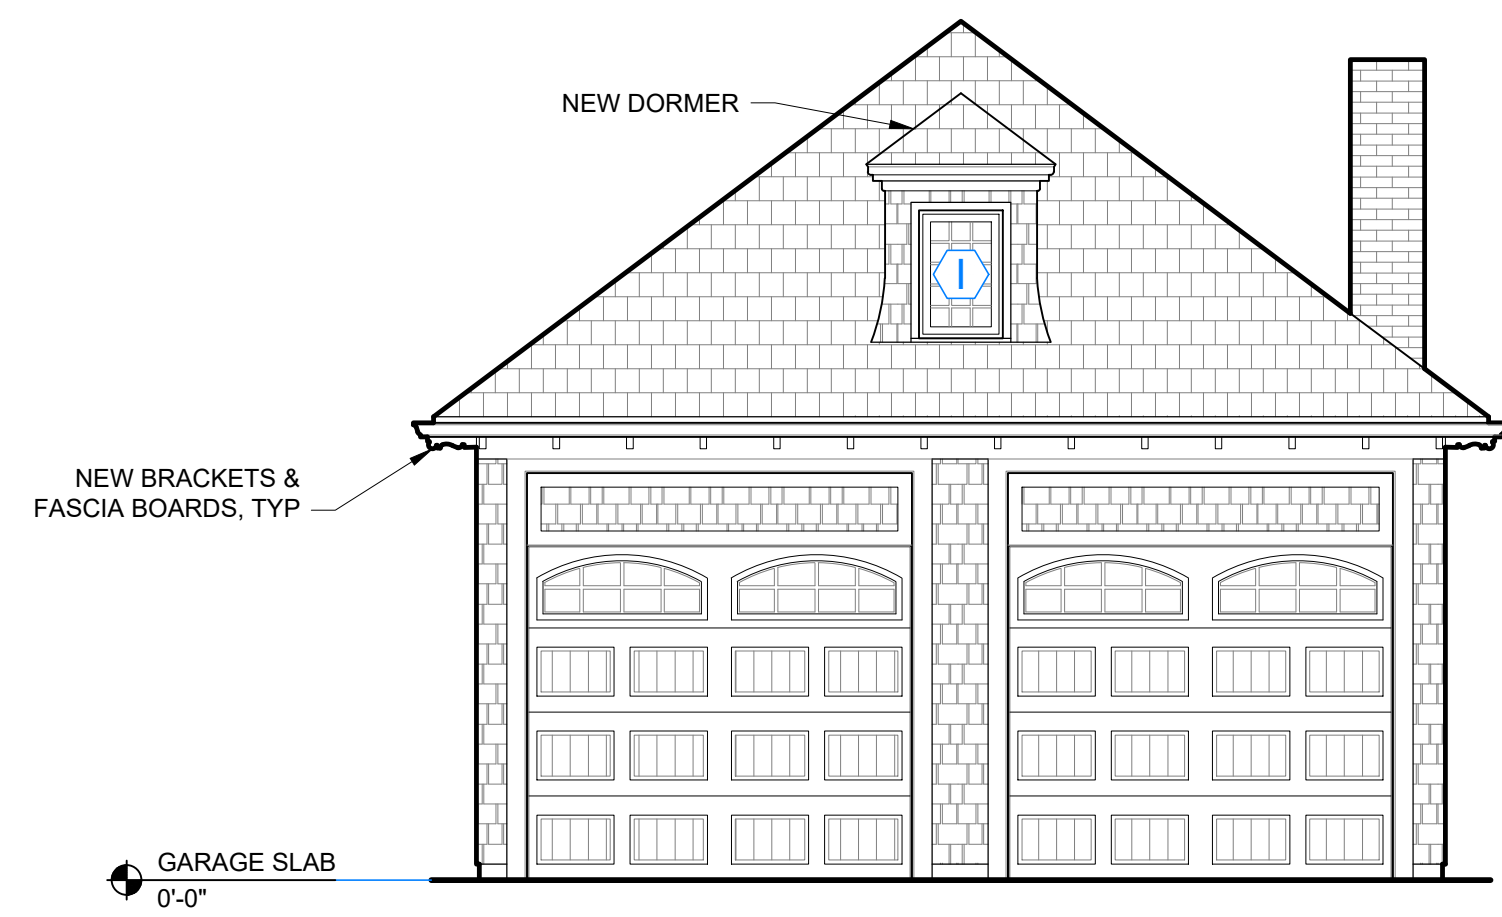 NEW DORMER
I
NEW BRACKETS &
FASCIA BOARDS, TYP
GARAGE SLAB
0'-0"